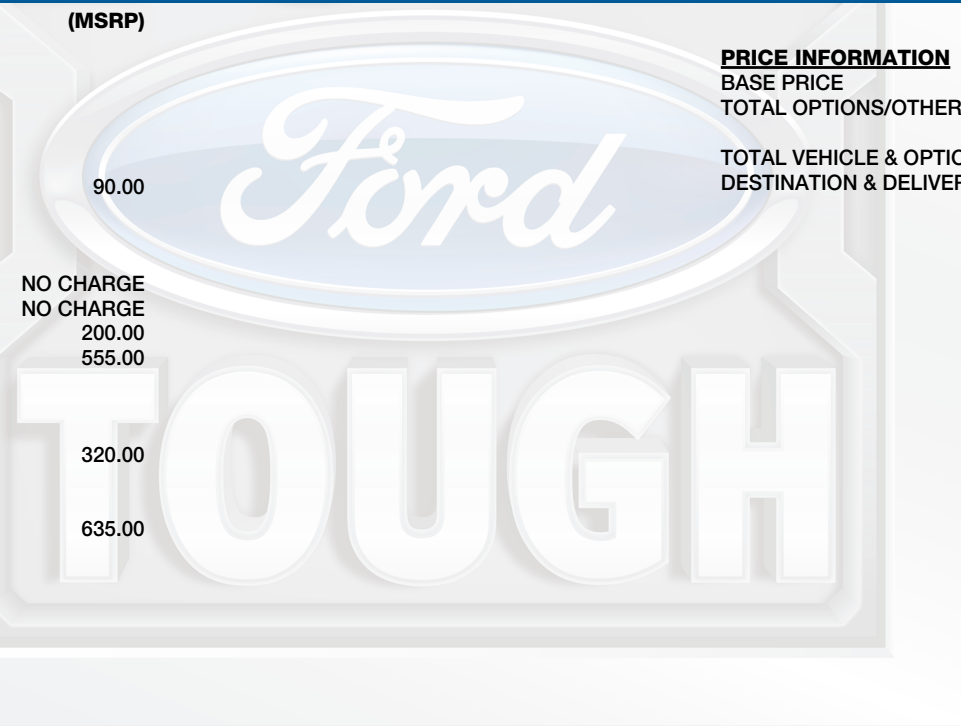 (MSRP)
90.00
NO CHARGE
NO CHARGE
200.00
555.00
320.00
635.00
PRICE INFORMATION
BASE PRICE
TOTAL OPTIONS/OTHER
TOTAL VEHICLE & OPTIO
DESTINATION & DELIVER
Ford
TOUGH